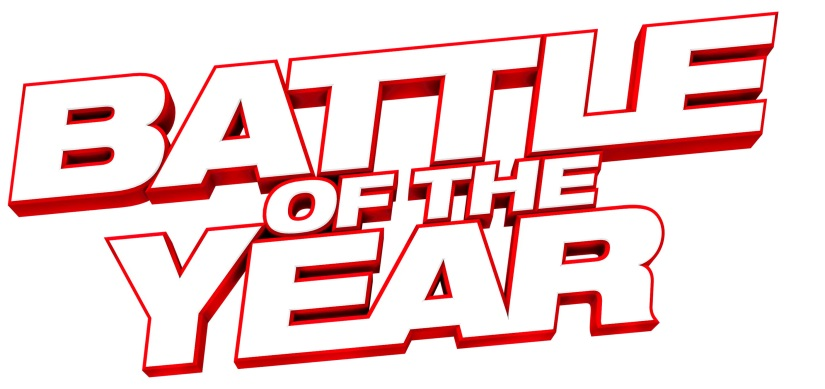 BATTLE
OF THE
YEAR